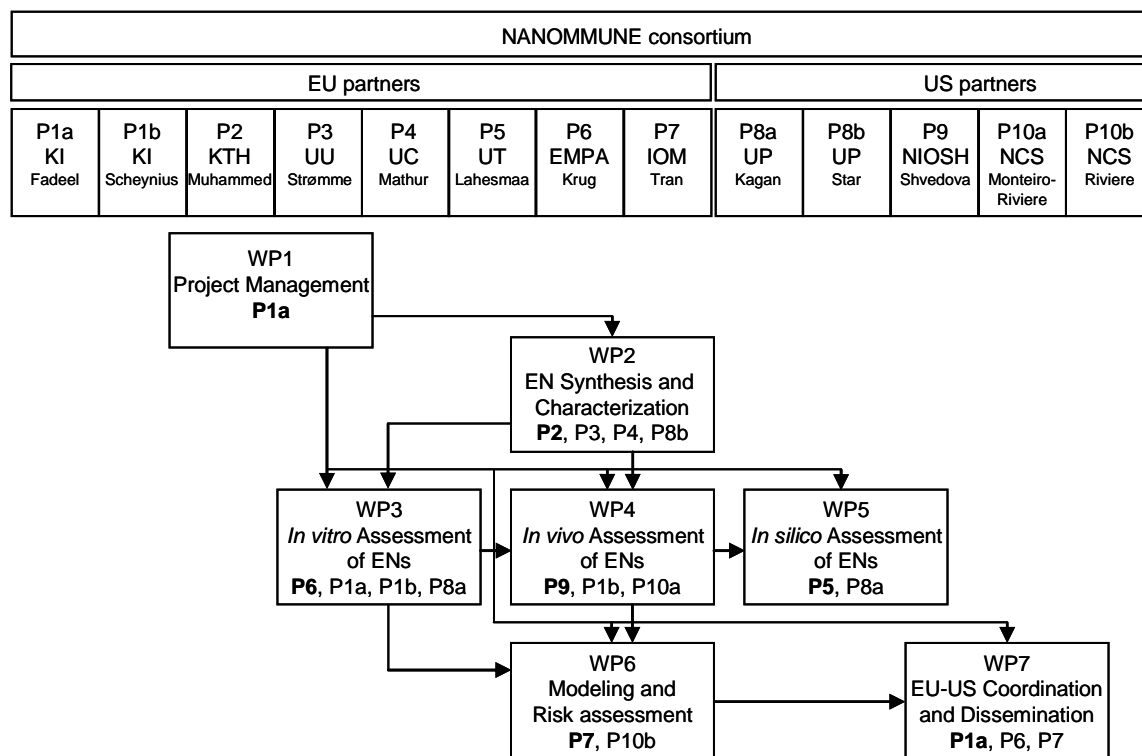 NANOMMUNE consortium
EU partners
US partners
P1a
KI
Fadeel
P1b
KI
Scheynius
P2
KTH
Muhammed
P3
UU
Strømme
P4
UC
Mathur
P5
UT
Lahesmaa
P6
EMPA
Krug
P7
IOM
Tran
P8a
UP
Kagan
P8b
UP
Star
P9
NIOSH
Shvedova
P10a
NCS
Monteiro-
Riviere
P10b
NCS
Riviere
WP1
Project Management
P1a
WP2
EN Synthesis and
Characterization
P2, P3, P4, P8b
WP3
In vitro Assessment
of ENs
P6, P1a, P1b, P8a
WP4
In vivo Assessment
of ENs
P9, P1b, P10a
WP5
In silico Assessment
of ENs
P5, P8a
WP6
Modeling and
Risk assessment
P7, P10b
WP7
EU-US Coordination
and Dissemination
P1a, P6, P7